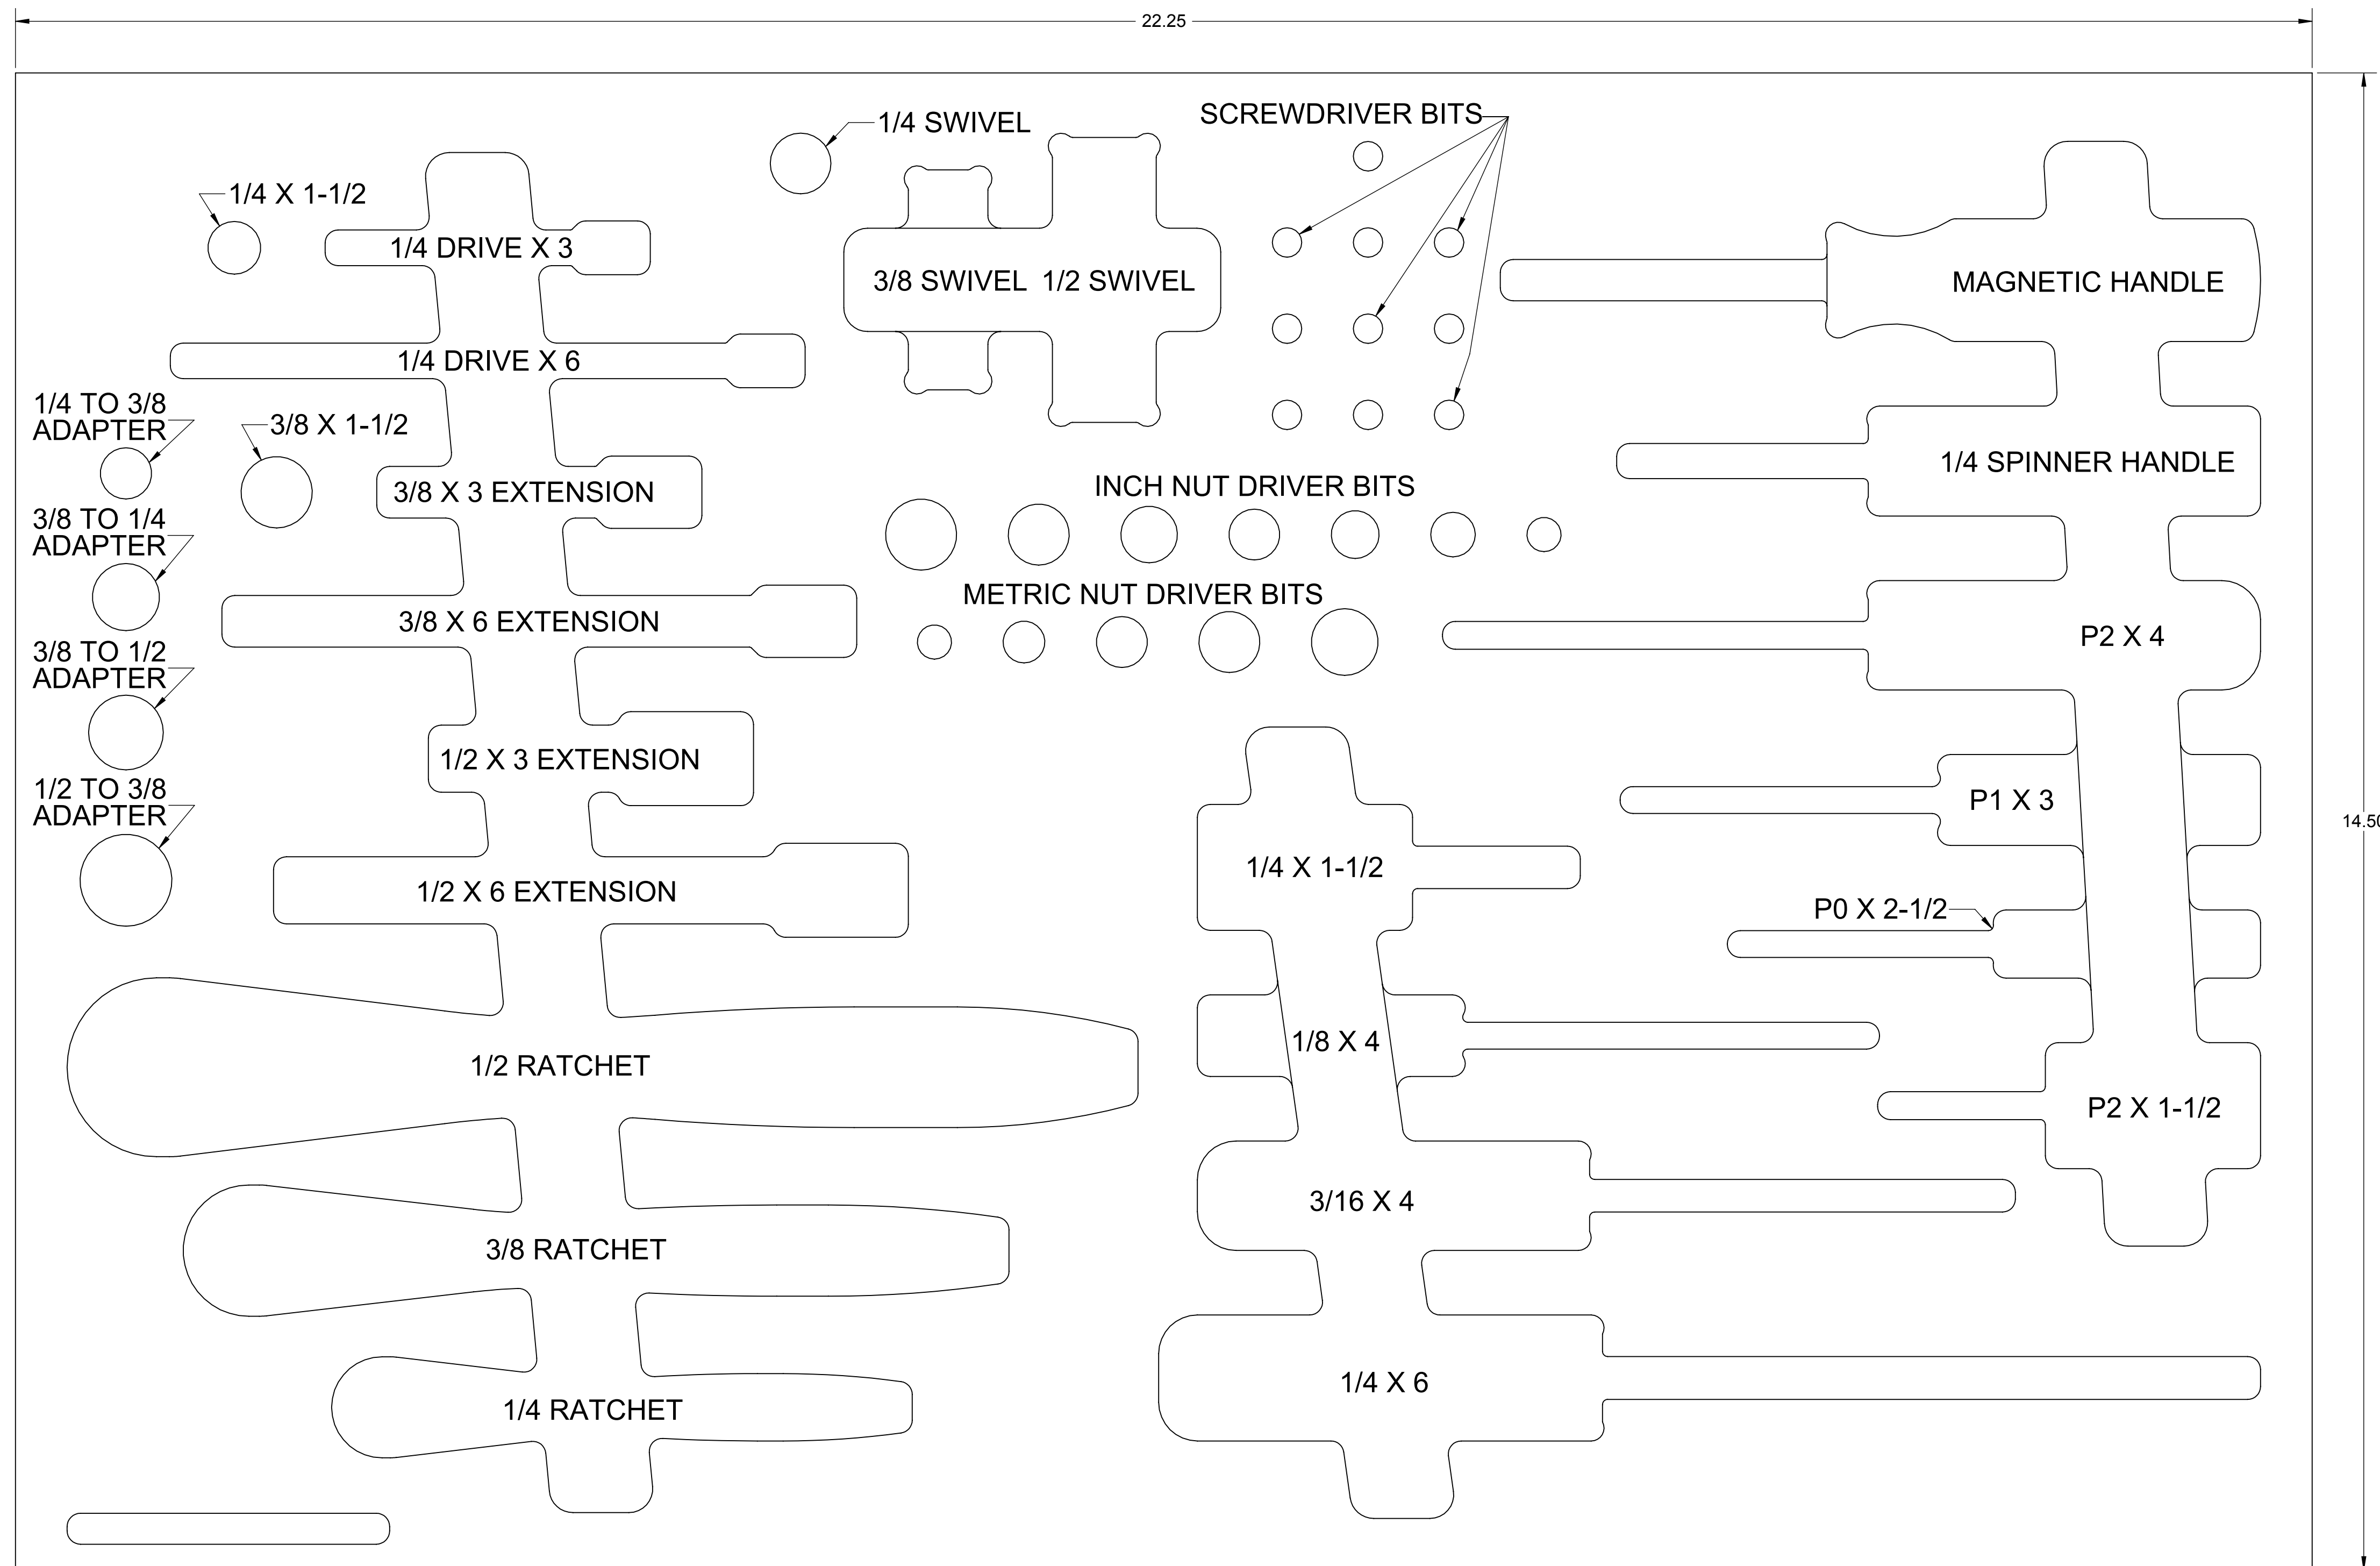 22.25
1/4 SWIVEL
SCREWDRIVER BITS
1/4 X 1-1/2
1/4 DRIVE X 3
3/8 SWIVEL 1/2 SWIVEL
MAGNETIC HANDLE
1/4 DRIVE X 6
1/4 TO 3/8
ADAPTER
3/8 X 1-1/2
3/8 X 3 EXTENSION
1/4 SPINNER HANDLE
INCH NUT DRIVER BITS
3/8 TO 1/4
ADAPTER
METRIC NUT DRIVER BITS
3/8 X 6 EXTENSION
P2 X 4
3/8 TO 1/2
ADAPTER
1/2 X 3 EXTENSION
1/2 TO 3/8
ADAPTER
P1 X 3
14.50
1/4 X 1-1/2
1/2 X 6 EXTENSION
P0 X 2-1/2
1/8 X 4
1/2 RATCHET
P2 X 1-1/2
3/16 X 4
3/8 RATCHET
1/4 X 6
1/4 RATCHET